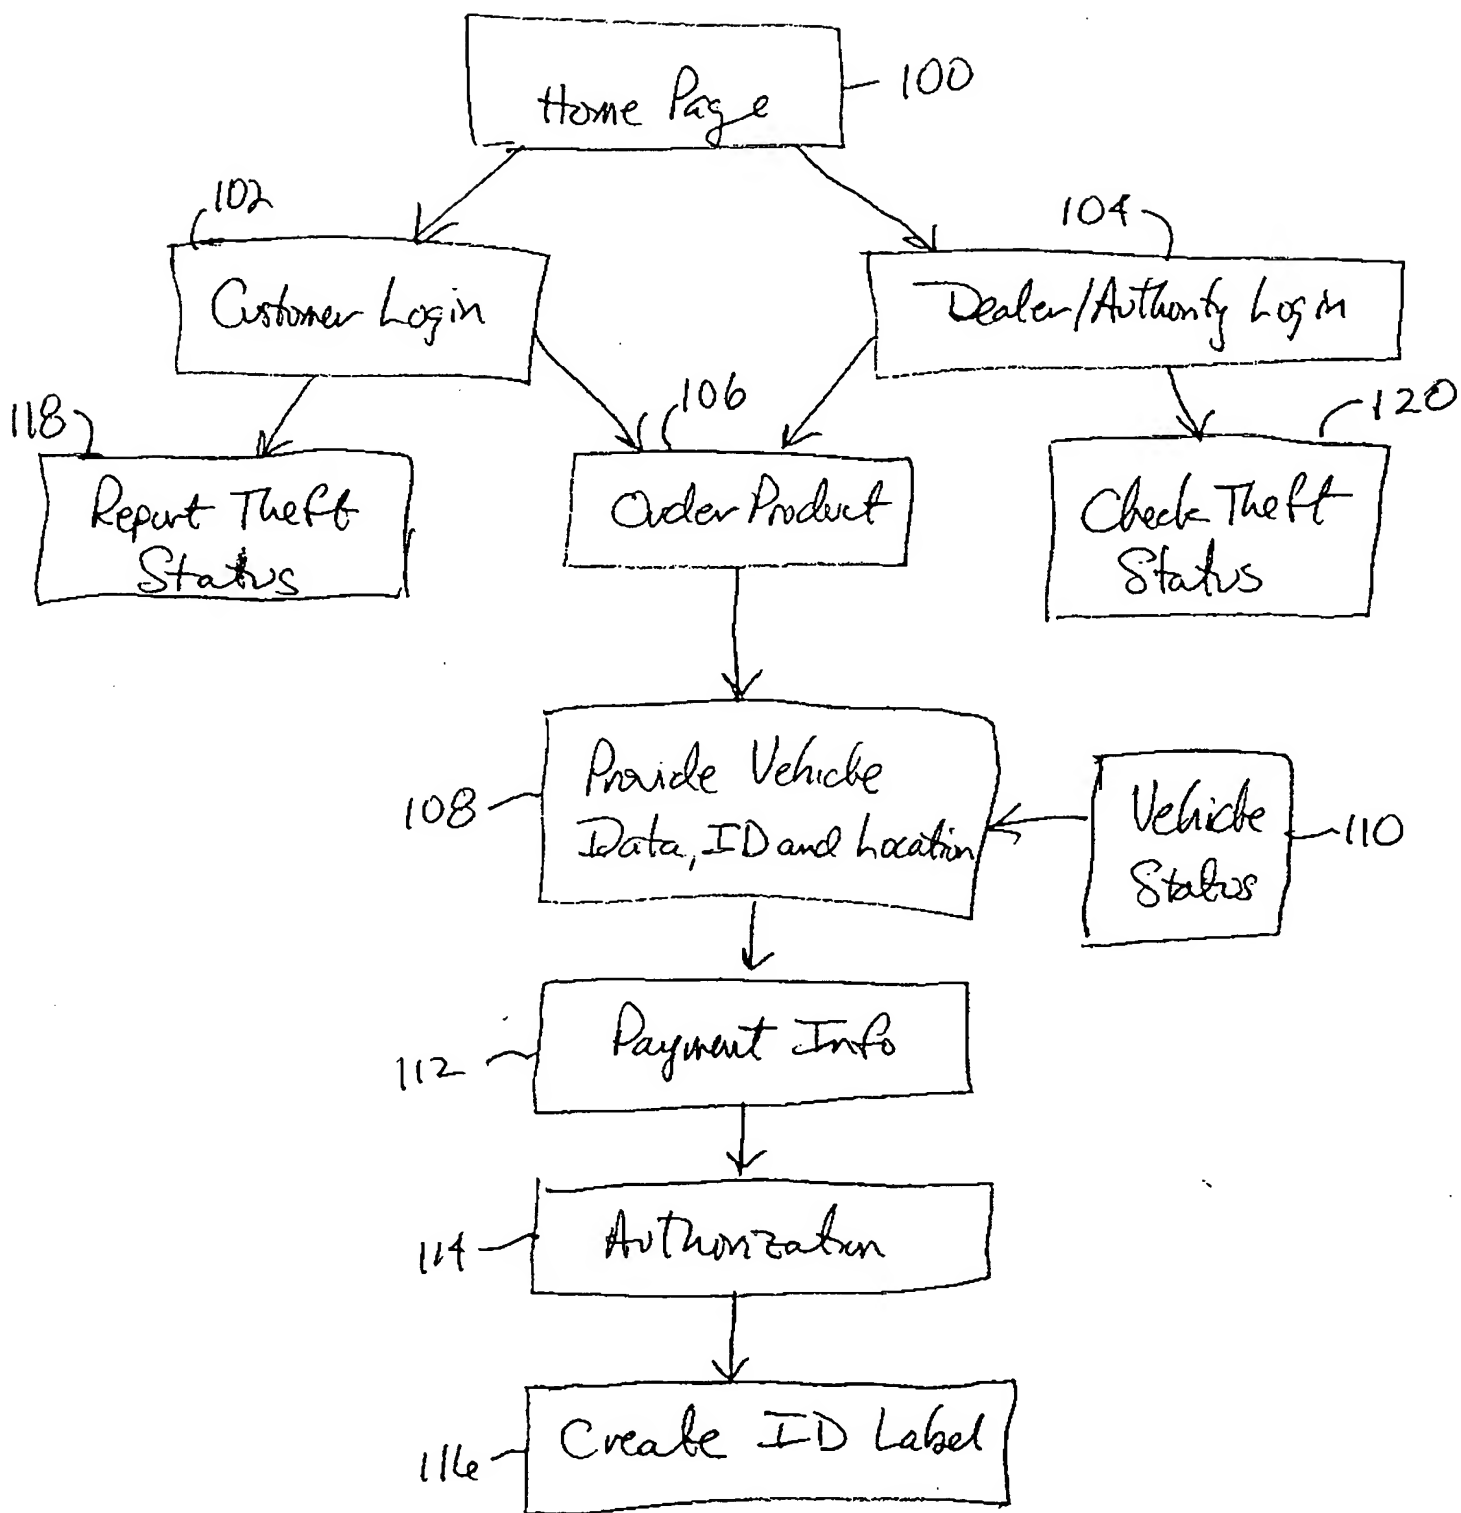 Home Page
100
102
104
Customer Login
Dealer/Authority Login
118
106
120
Report Theft
Status
Order Product
Check Theft
Status
Provide Vehicle
Data, ID and Location
108
Vehicle
Status
110
Payment Info
112
Authorization
114
Create ID Label
116